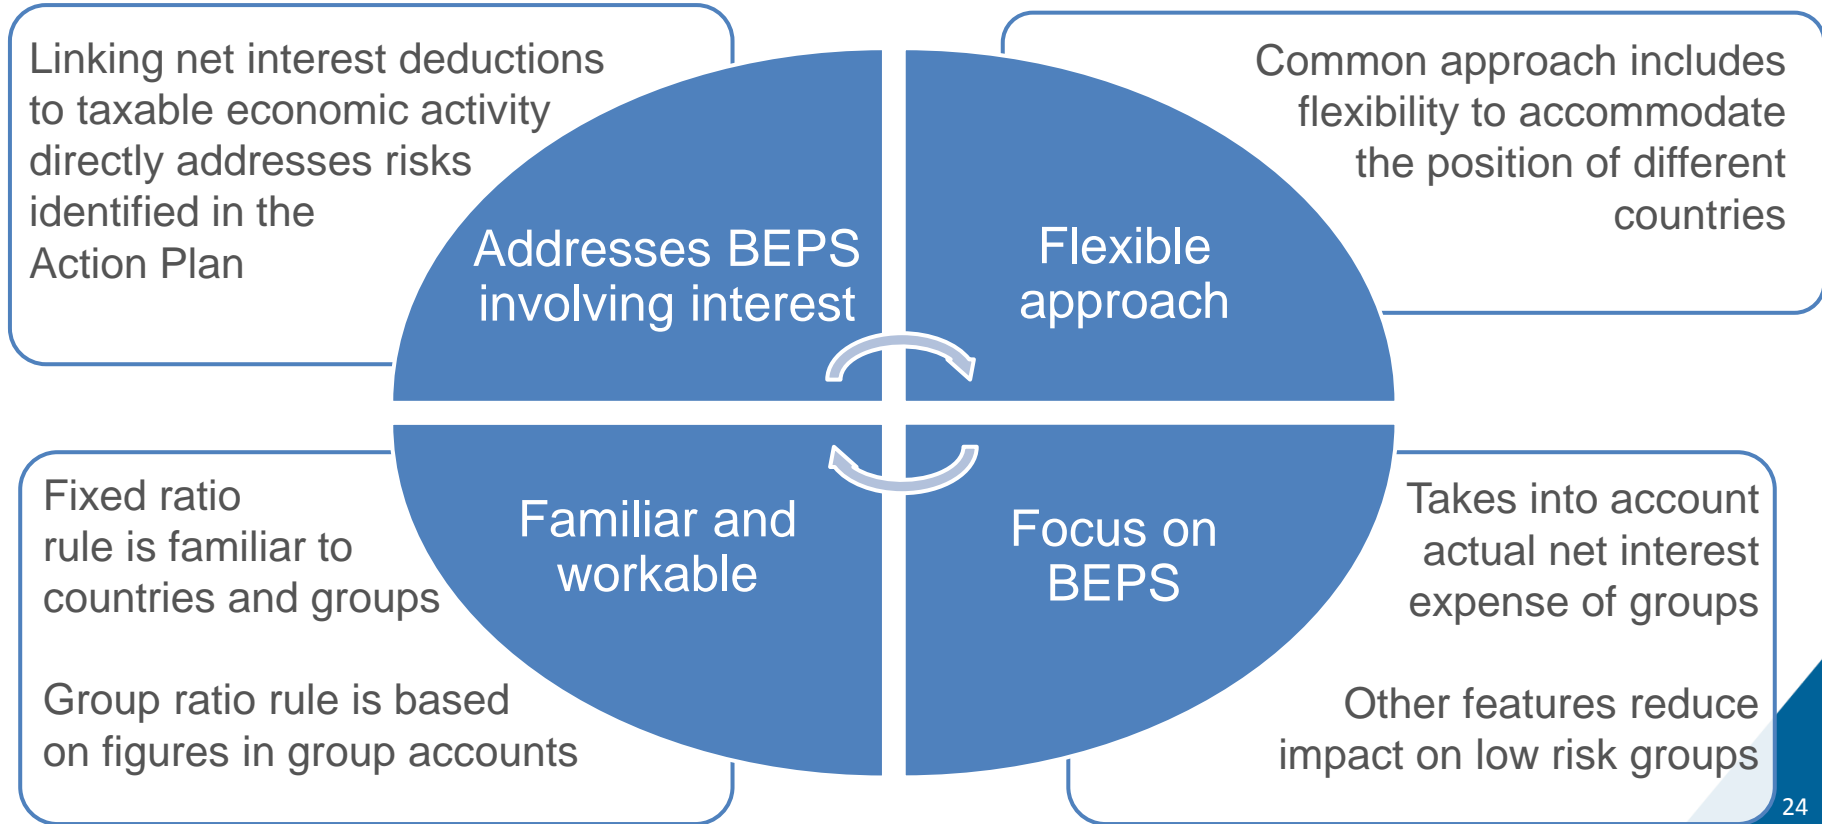 Linking net interest deductions
to taxable economic activity
directly addresses risks
identified in the
Action Plan
Addresses BEPS
involving interest
Common approach includes
flexibility to accommodate
the position of different
countries
Flexible
approach
Fixed ratio
rule is familiar to
countries and groups
Group ratio rule is based
on figures in group accounts
Familiar and
workable
Focus on
BEPS
Takes into account
actual net interest
expense of groups
Other features reduce
impact on low risk groups
24